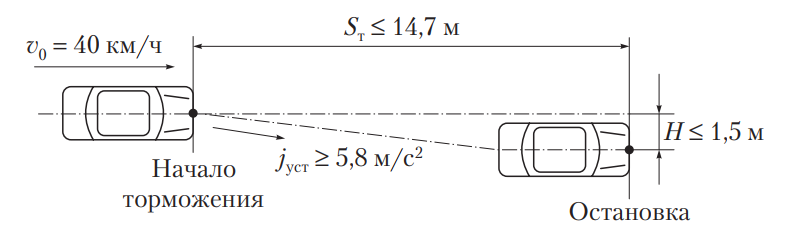 Sт ≤ 14,7 м
v₀ = 40 км/ч
H ≤ 1,5 м
jуст ≥ 5,8 м/с²
Начало
торможения
Остановка